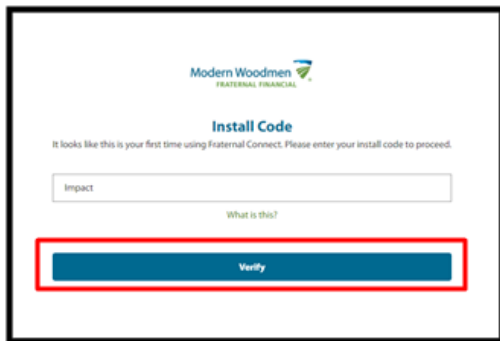 Modern Woodmen
FRATERNAL FINANCIAL
Install Code
It looks like this is your first time using Fraternal Connect. Please enter your install code to proceed.
Impact
What is this?
Verify